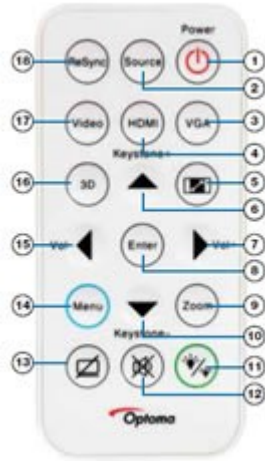 Power
18 ReSync Source 1
2
17 Video HDMI VGA 3
4
Keystone+
16 3D 5
6
15 Vol- Vol+ 7
Enter 8
14 Menu Zoom 9
10
Keystone-
13 11
12
Optoma